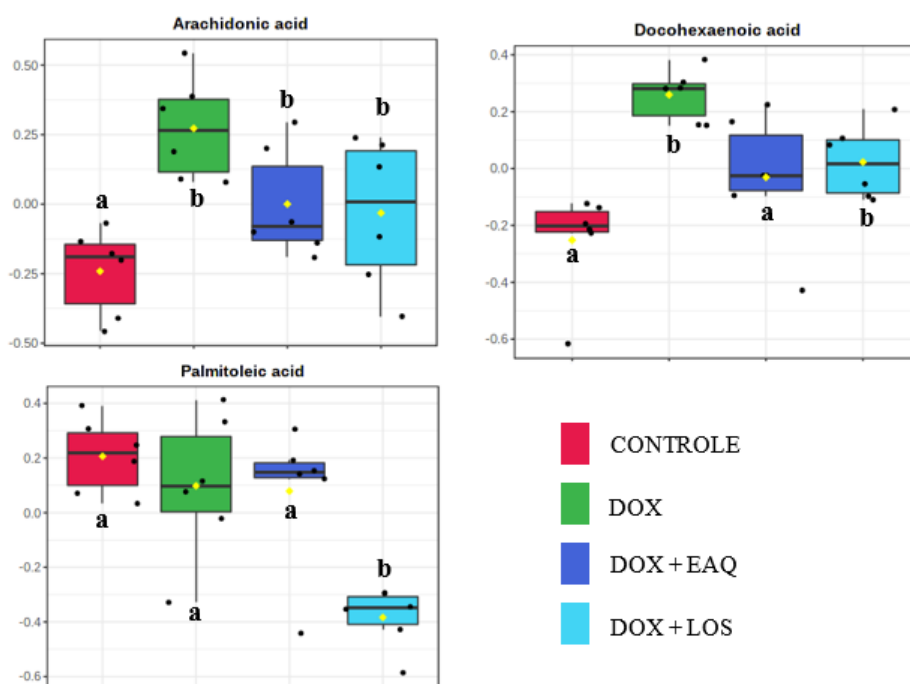 Arachidonic acid
0.50
0.25
0.00
-0.25
-0.50
a
b
b
b
Docohexaenoic acid
0.4
0.2
0.0
-0.2
-0.4
-0.6
a
b
a
b
Palmitoleic acid
0.4
0.2
0.0
-0.2
-0.4
-0.6
a
a
a
b
CONTROLE
DOX
DOX+EAQ
DOX+LOS